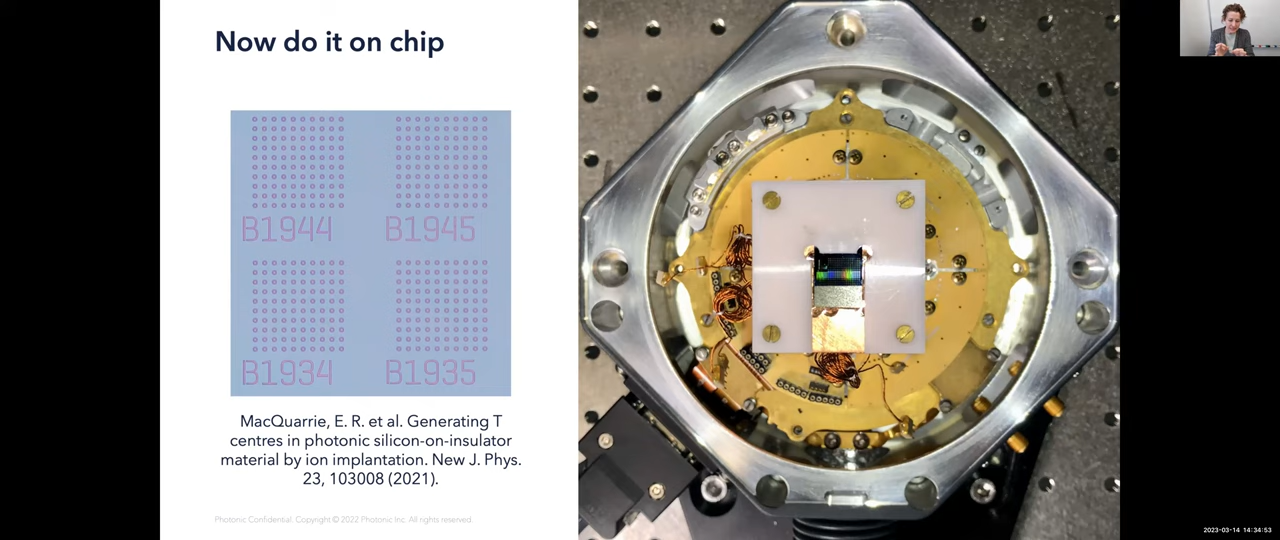 Now do it on chip
B1944 B1945
B1934 B1935
MacQuarrie, E. R. et al. Generating T
centres in photonic silicon-on-insulator
material by ion implantation. New J. Phys.
23, 103008 (2021).
Photonic Confidential. Copyright © 2022 Photonic Inc. All rights reserved.
2023-03-14 14:34:53